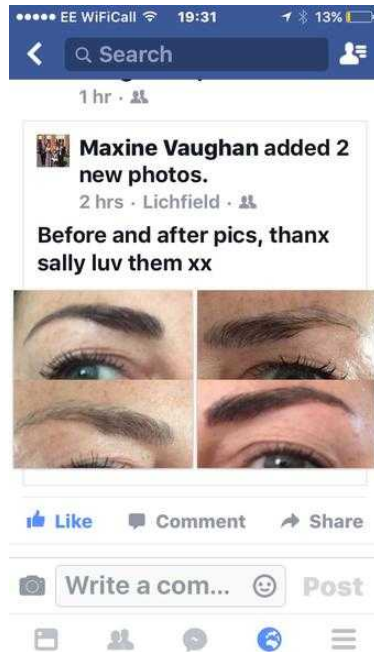 EE WiFiCall 19:31 13%
Search
1 hr ·
Maxine Vaughan added 2
new photos.
2 hrs · Lichfield ·
Before and after pics, thanx
sally luv them xx
Like Comment Share
Write a com... Post